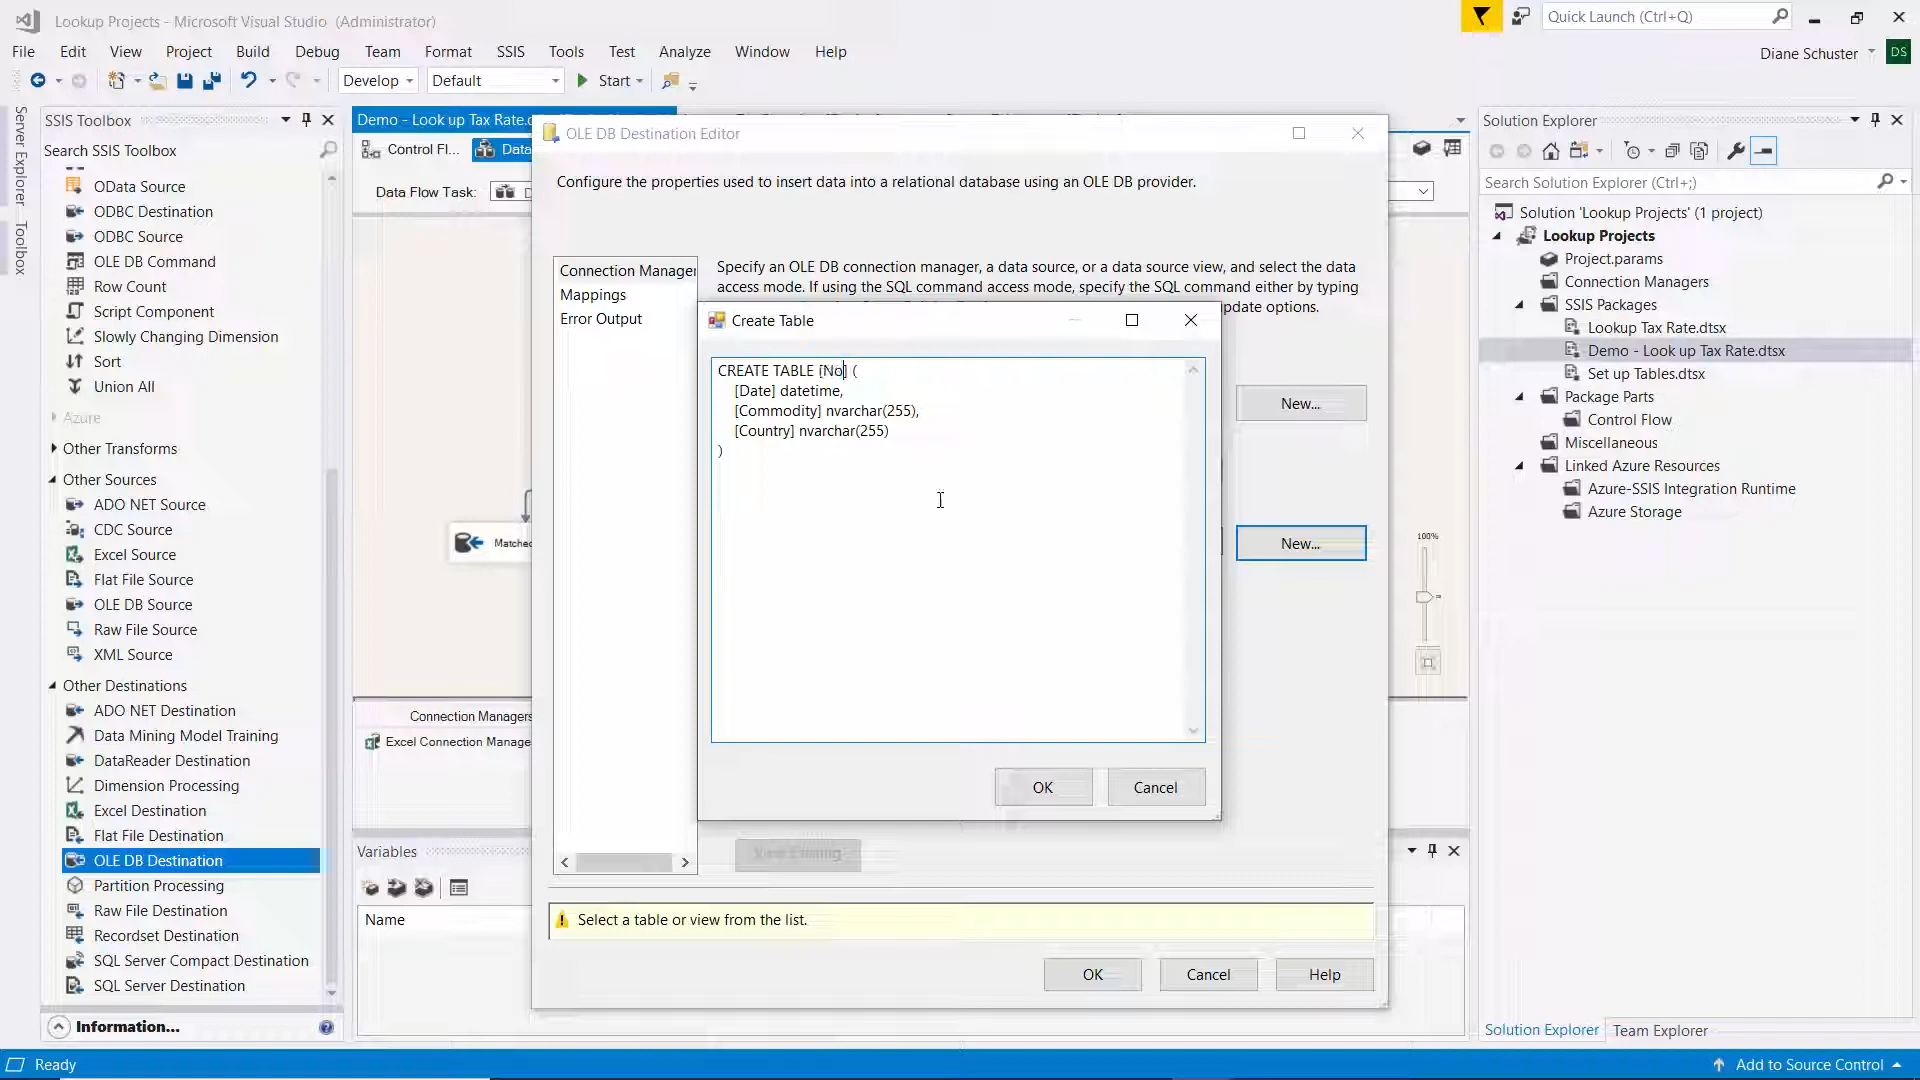 Lookup Projects - Microsoft Visual Studio (Administrator)
Quick Launch (Ctrl+Q)
File Edit View Project Build Debug Team Format SSIS Tools Test Analyze Window Help
Diane Schuster DS
Develop Default Start
Server Explorer
Toolbox
SSIS Toolbox
Search SSIS Toolbox
OData Source
ODBC Destination
ODBC Source
OLE DB Command
Row Count
Script Component
Slowly Changing Dimension
Sort
Union All
Azure
Other Transforms
Other Sources
ADO NET Source
CDC Source
Excel Source
Flat File Source
OLE DB Source
Raw File Source
XML Source
Other Destinations
ADO NET Destination
Data Mining Model Training
DataReader Destination
Dimension Processing
Excel Destination
Flat File Destination
OLE DB Destination
Partition Processing
Raw File Destination
Recordset Destination
SQL Server Compact Destination
SQL Server Destination
Information...
Demo - Look up Tax Rate.d
Control Fl... Data
Data Flow Task:
Matched
100%
Connection Managers
Excel Connection Manage
Variables
Name
OLE DB Destination Editor
Configure the properties used to insert data into a relational database using an OLE DB provider.
Connection Manager
Mappings
Error Output
Specify an OLE DB connection manager, a data source, or a data source view, and select the data
access mode. If using the SQL command access mode, specify the SQL command either by typing
update options.
New...
New...
Create Table
CREATE TABLE [No] (
[Date] datetime,
[Commodity] nvarchar(255),
[Country] nvarchar(255)
)
OK Cancel
View Existing
Select a table or view from the list.
OK Cancel Help
Solution Explorer
Search Solution Explorer (Ctrl+;)
Solution 'Lookup Projects' (1 project)
Lookup Projects
Project.params
Connection Managers
SSIS Packages
Lookup Tax Rate.dtsx
Demo - Look up Tax Rate.dtsx
Set up Tables.dtsx
Package Parts
Control Flow
Miscellaneous
Linked Azure Resources
Azure-SSIS Integration Runtime
Azure Storage
Solution Explorer Team Explorer
Ready
Add to Source Control